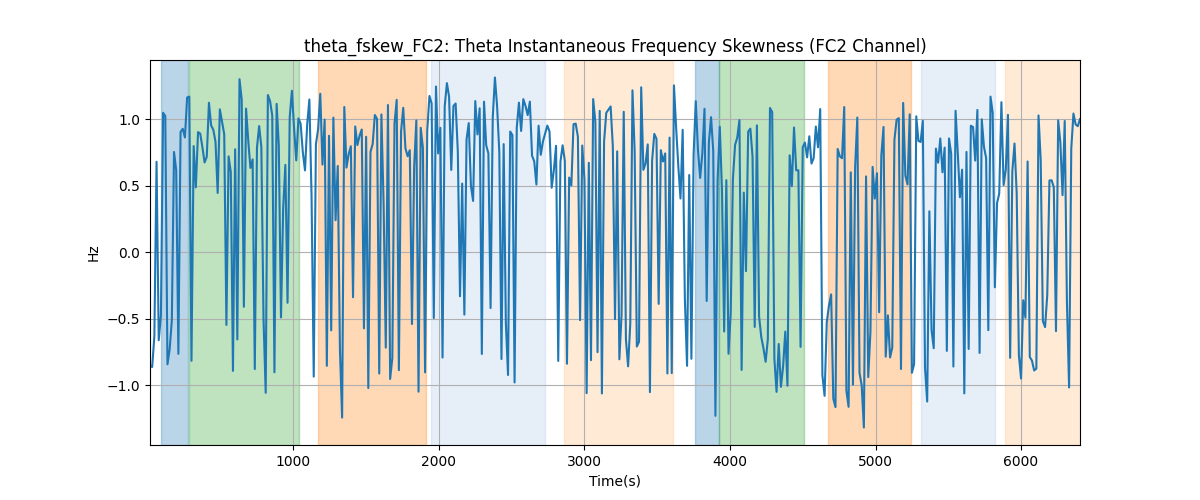 theta_fskew_FC2: Theta Instantaneous Frequency Skewness (FC2 Channel)
Hz
1.0
0.5
0.0
−0.5
−1.0
1000 2000 3000 4000 5000 6000
Time(s)